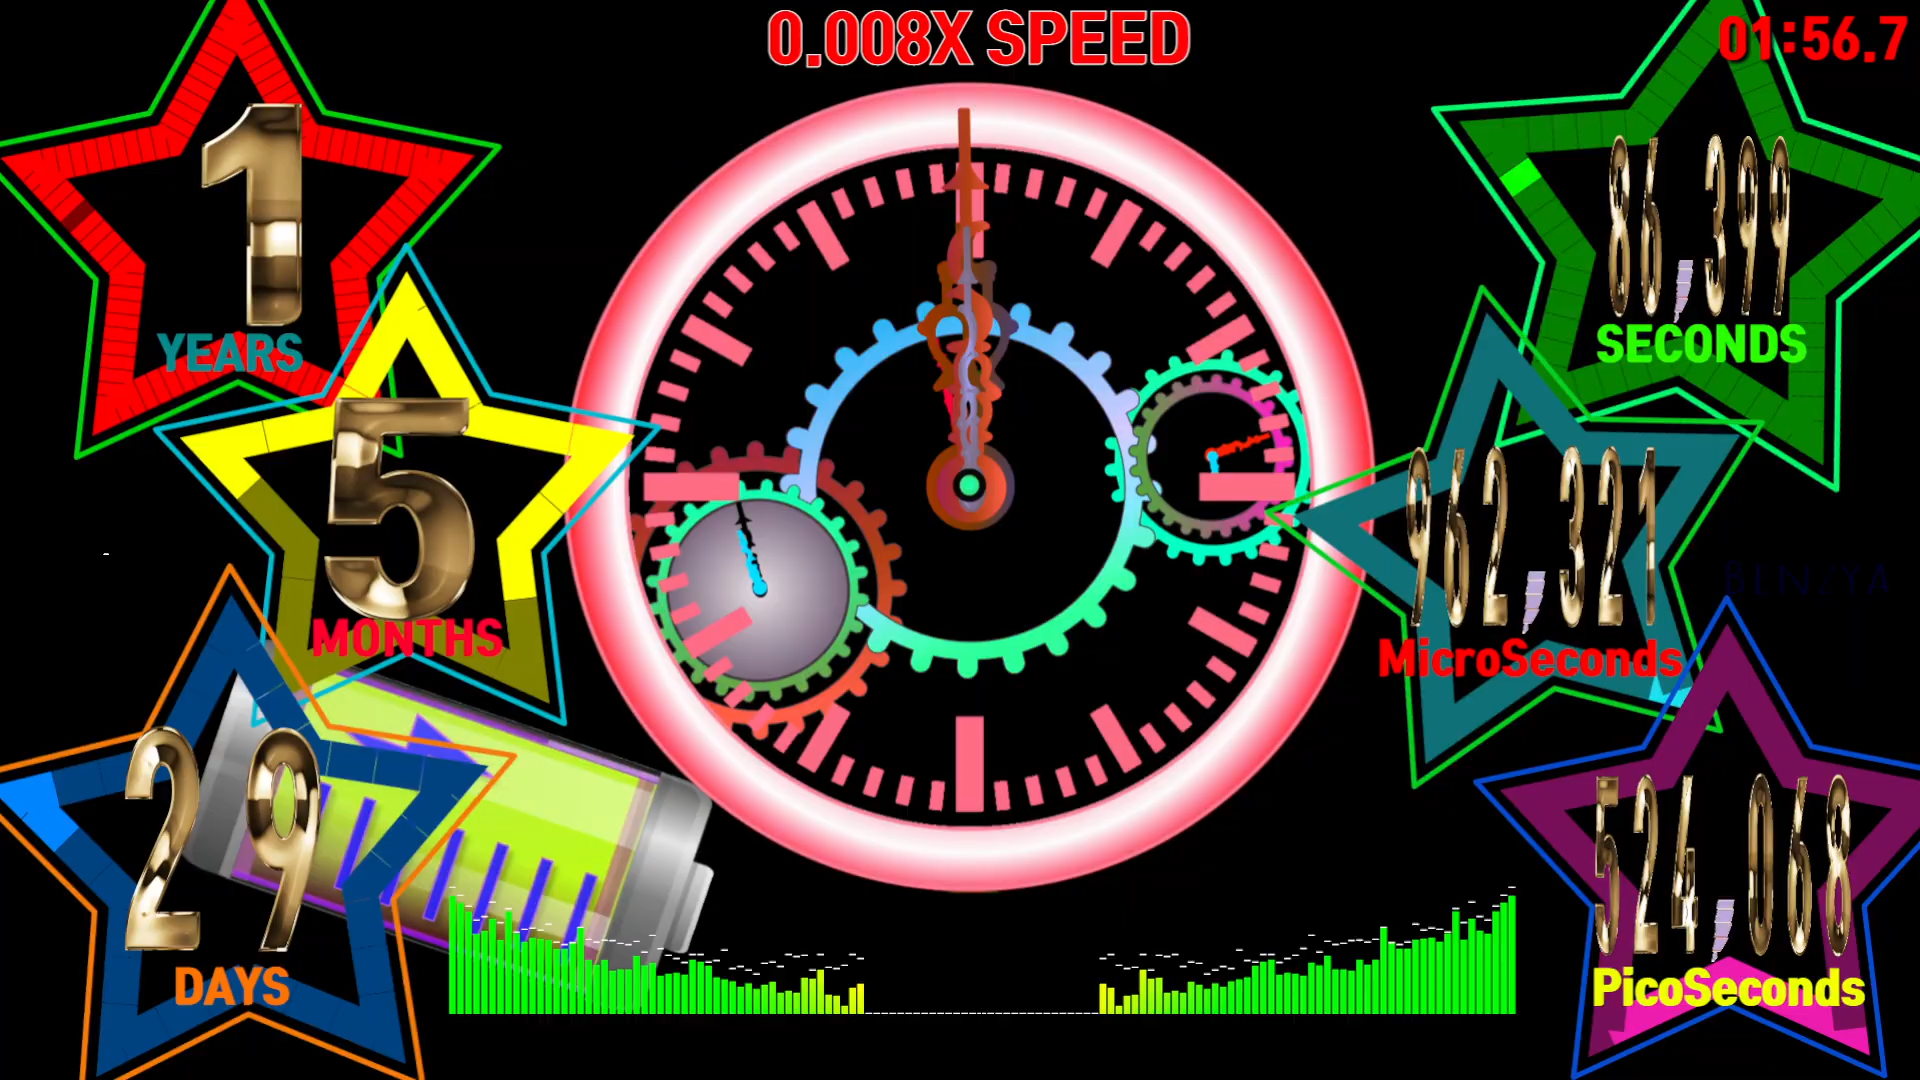 0.008X SPEED
01:56.7
1
YEARS
86,399
SECONDS
5
MONTHS
962,321
MicroSeconds
BENZYA
29
DAYS
524,068
PicoSeconds